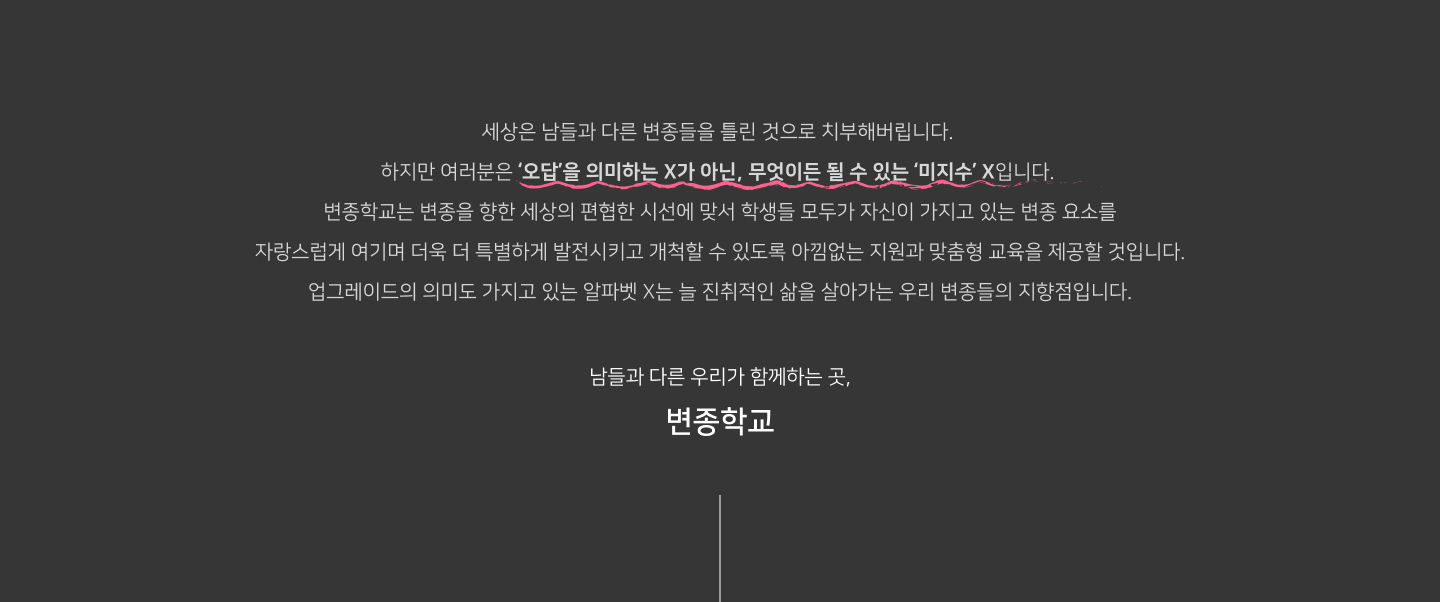 세상은 남들과 다른 변종들을 틀린 것으로 치부해버립니다.
하지만 여러분은 ‘오답’을 의미하는 X가 아닌, 무엇이든 될 수 있는 ‘미지수’ X입니다.
변종학교는 변종을 향한 세상의 편협한 시선에 맞서 학생들 모두가 자신이 가지고 있는 변종 요소를
자랑스럽게 여기며 더욱 더 특별하게 발전시키고 개척할 수 있도록 아낌없는 지원과 맞춤형 교육을 제공할 것입니다.
업그레이드의 의미도 가지고 있는 알파벳 X는 늘 진취적인 삶을 살아가는 우리 변종들의 지향점입니다.
남들과 다른 우리가 함께하는 곳,
변종학교